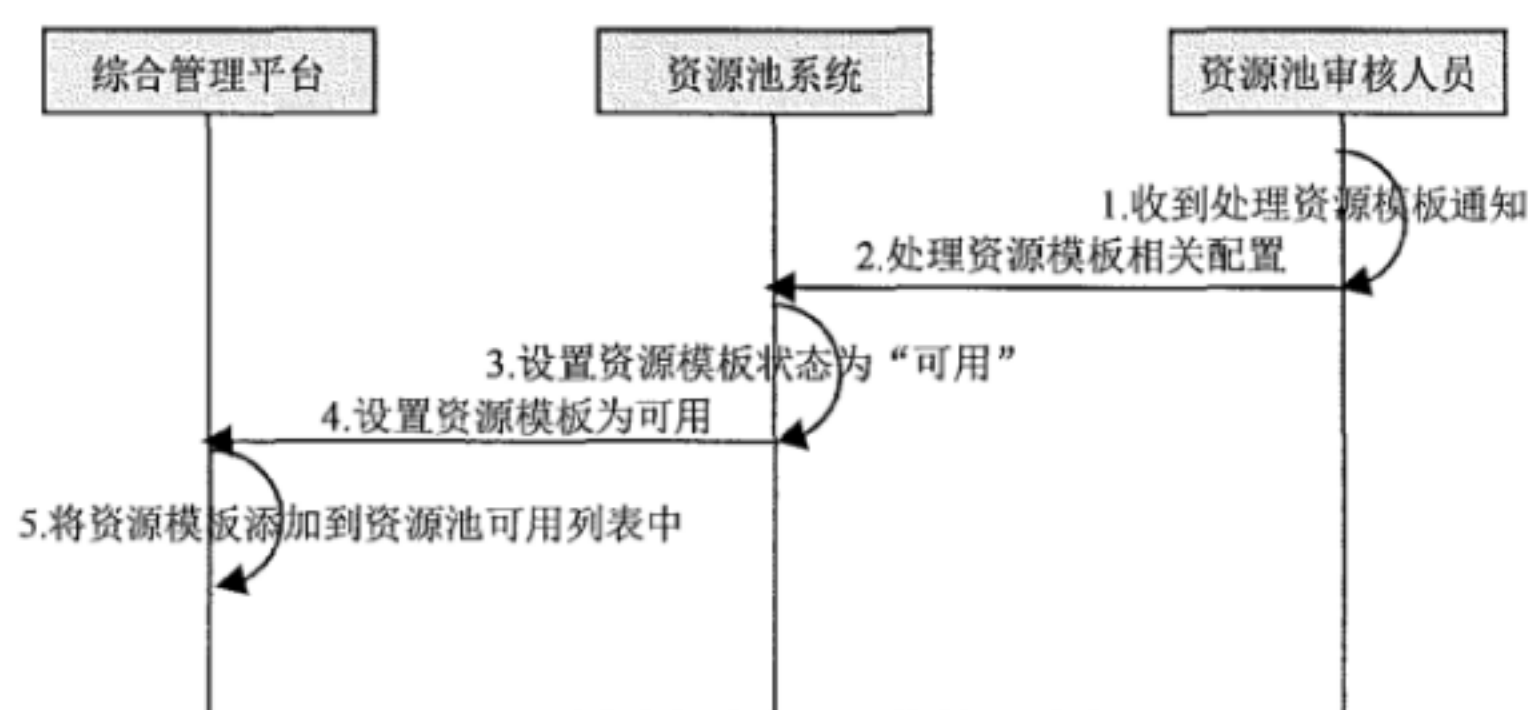 综合管理平台
资源池系统
资源池审核人员
1.收到处理资源模板通知
2.处理资源模板相关配置
3.设置资源模板状态为“可用”
4.设置资源模板为可用
5.将资源模板添加到资源池可用列表中